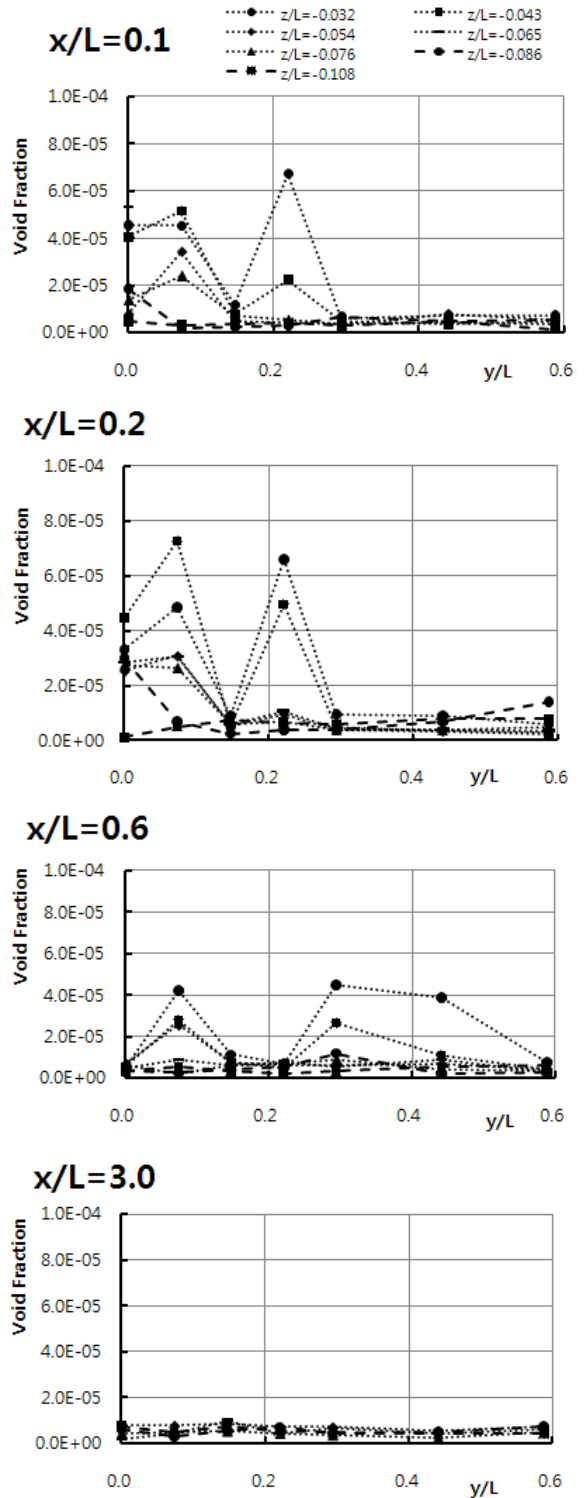 x/L=0.1
z/L=-0.032
z/L=-0.043
z/L=-0.054
z/L=-0.065
z/L=-0.076
z/L=-0.086
z/L=-0.108
Void Fraction
1.0E-04
8.0E-05
6.0E-05
4.0E-05
2.0E-05
0.0E+00
0.0 0.2 0.4 0.6
y/L
x/L=0.2
Void Fraction
1.0E-04
8.0E-05
6.0E-05
4.0E-05
2.0E-05
0.0E+00
0.0 0.2 0.4 0.6
y/L
x/L=0.6
Void Fraction
1.0E-04
8.0E-05
6.0E-05
4.0E-05
2.0E-05
0.0E+00
0.0 0.2 0.4 0.6
y/L
x/L=3.0
Void Fraction
1.0E-04
8.0E-05
6.0E-05
4.0E-05
2.0E-05
0.0E+00
0.0 0.2 0.4 0.6
y/L